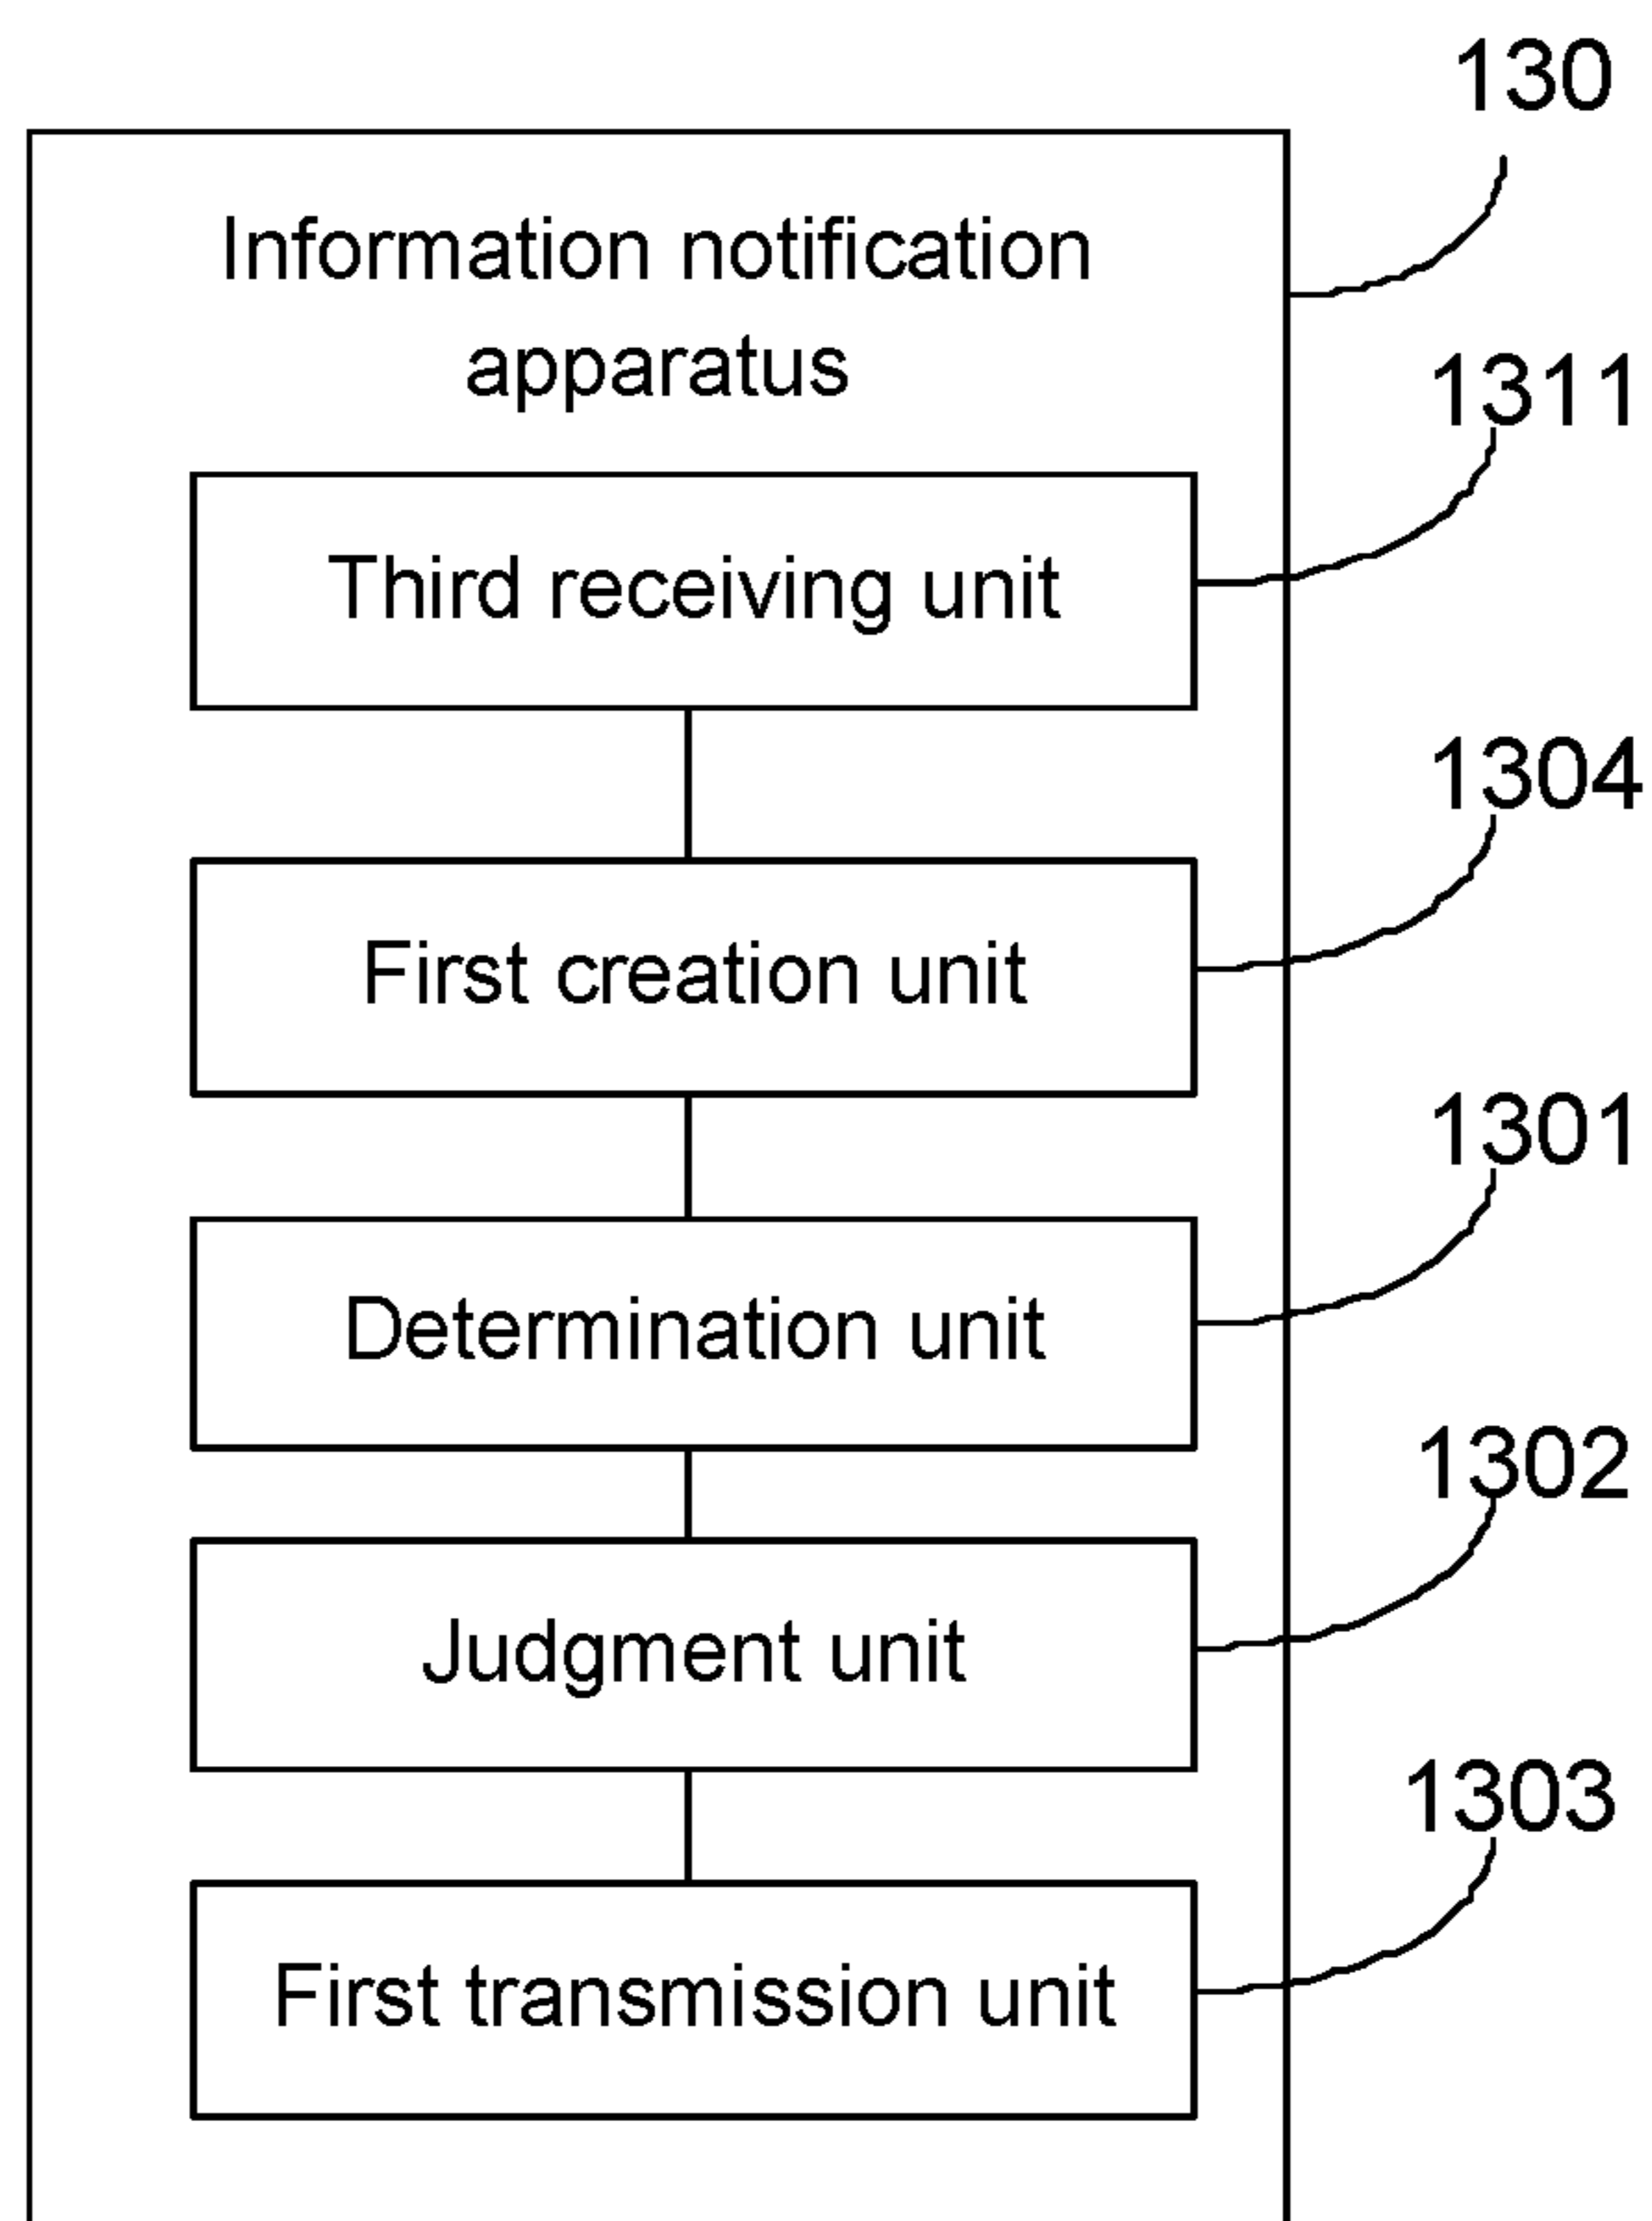 130
Information notification
apparatus
1311
Third receiving unit
1304
First creation unit
1301
Determination unit
1302
Judgment unit
1303
First transmission unit